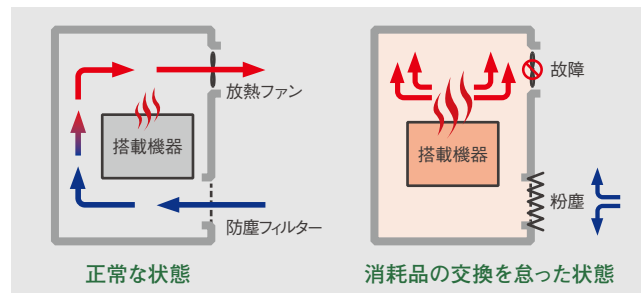 放熱ファン
搭載機器
防塵フィルター
正常な状態
故障
搭載機器
粉塵
消耗品の交換を怠った状態